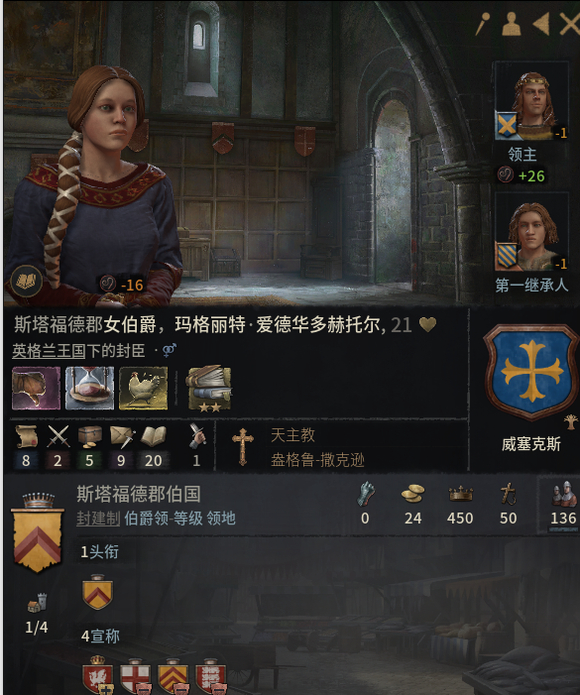 -1
领主
+26
-1
第一继承人
-16
斯塔福德郡女伯爵，玛格丽特·爱德华多赫托尔, 21
英格兰王国下的封臣 ·
威塞克斯
8 2 5 9 20 1
天主教
盎格鲁-撒克逊
斯塔福德郡伯国
封建制 伯爵领-等级 领地
0 24 450 50 136
1头衔
1/4
4宣称